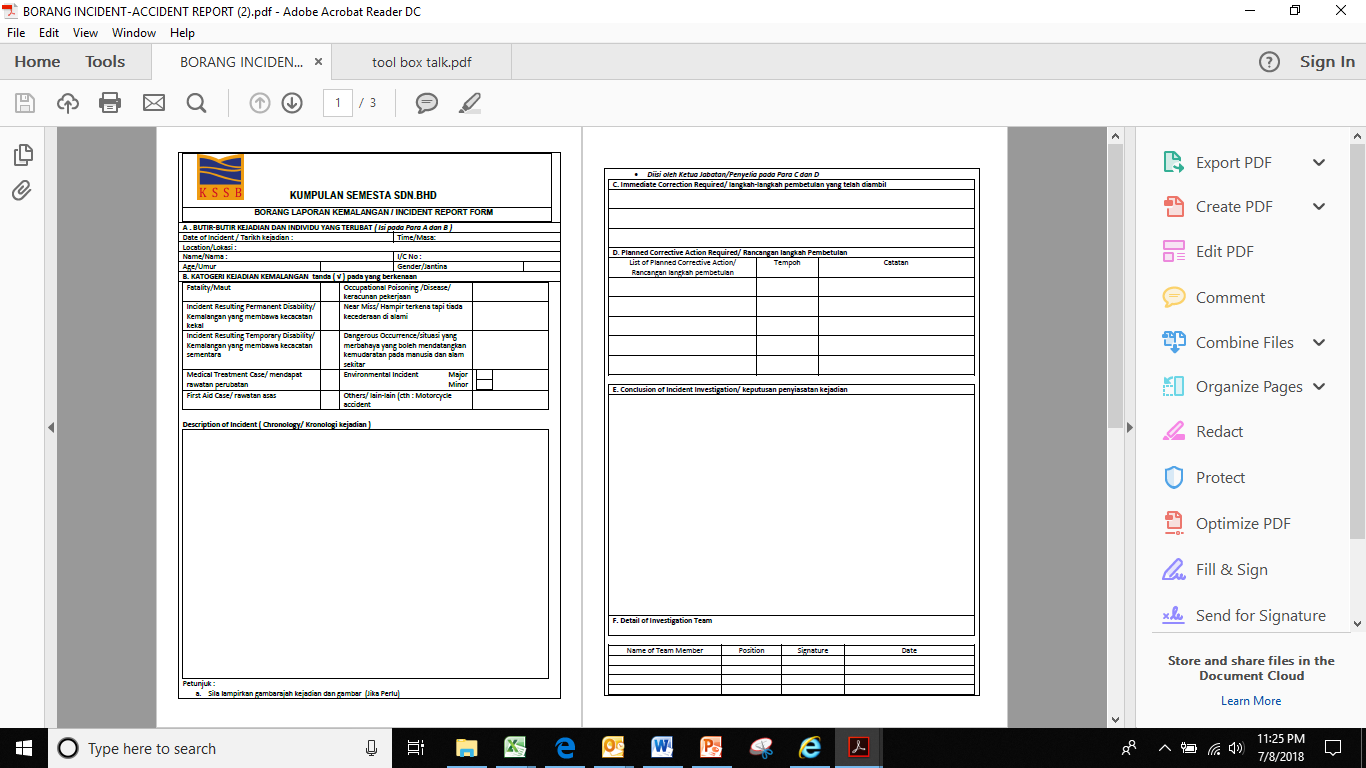 BORANG INCIDENT-ACCIDENT REPORT (2).pdf - Adobe Acrobat Reader DC
File Edit View Window Help
Home Tools BORANG INCIDEN... × tool box talk.pdf ? Sign In
1 / 3
KSSB
KUMPULAN SEMESTA SDN.BHD
BORANG LAPORAN KEMALANGAN / INCIDENT REPORT FORM
A . BUTIR-BUTIR KEJADIAN DAN INDIVIDU YANG TERLIBAT ( Isi pada Para A dan B )
Date of Incident / Tarikh kejadian : Time/Masa:
Location/Lokasi :
Name/Nama : I/C No :
Age/Umur Gender/Jantina
B. KATOGERI KEJADIAN KEMALANGAN tanda ( √ ) pada yang berkenaan
Fatality/Maut
Occupational Poisoning /Disease/
keracunan pekerjaan
Incident Resulting Permanent Disability/
Kemalangan yang membawa kecacatan
kekal
Near Miss/ Hampir terkena tapi tiada
kecederaan di alami
Incident Resulting Temporary Disability/
Kemalangan yang membawa kecacatan
sementara
Dangerous Occurrence/situasi yang
merbahaya yang boleh mendatangkan
kemudaratan pada manusia dan alam
sekitar
Medical Treatment Case/ mendapat
rawatan perubatan
Environmental Incident Major
Minor
First Aid Case/ rawatan asas
Others/ lain-lain (cth : Motorcycle
accident
Description of Incident ( Chronology/ Kronologi kejadian )
Petunjuk :
a. Sila lampirkan gambarajah kejadian dan gambar (Jika Perlu)
• Diisi oleh Ketua Jabatan/Penyelia pada Para C dan D
C. Immediate Correction Required/ langkah-langkah pembetulan yang telah diambil
D. Planned Corrective Action Required/ Rancangan langkah Pembetulan
List of Planned Corrective Action/
Rancangan langkah pembetulan
Tempoh
Catatan
E. Conclusion of Incident Investigation/ keputusan penyiasatan kejadian
F. Detail of Investigation Team
Name of Team Member Position Signature Date
Export PDF
Create PDF
Edit PDF
Comment
Combine Files
Organize Pages
Redact
Protect
Optimize PDF
Fill & Sign
Send for Signature
Store and share files in the
Document Cloud
Learn More
Type here to search
11:25 PM
7/8/2018